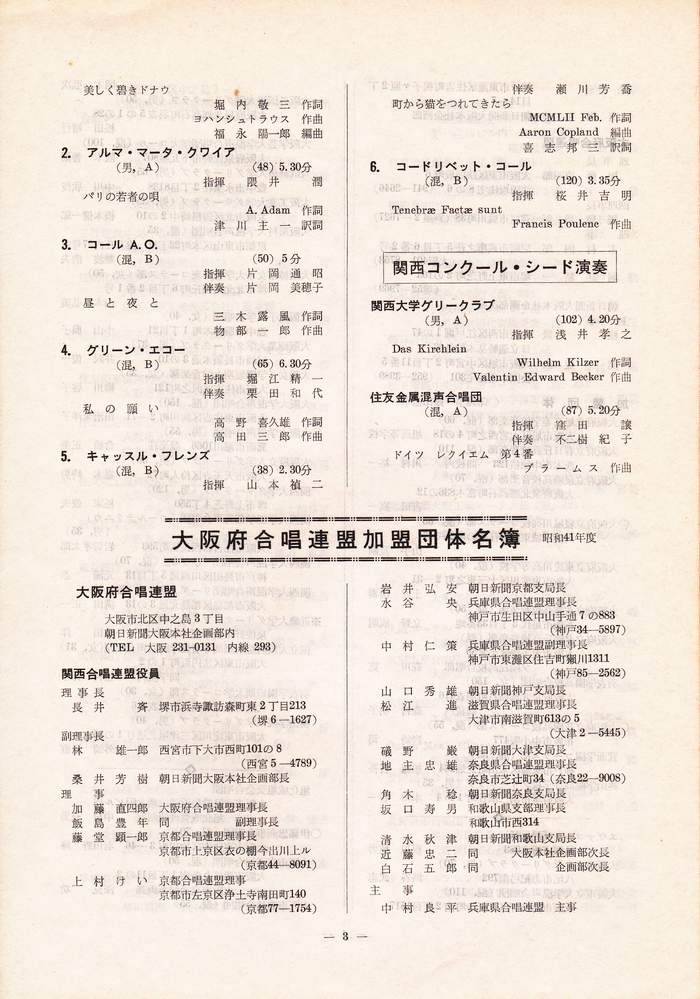 美しく碧きドナウ
堀内敬三 作詞
ヨハンシュトラウス 作曲
福永陽一郎 編曲
2. アルマ・マータ・クワイア
(男, A) (48) 5.30分
指揮 隈井 潤
バリの若者の唄
A. Adam 作詞
津川主一 訳詞
3. コール A.O.
(混, B) (50) 5分
指揮 片岡通昭
伴奏 片岡美穂子
昼と夜と
三木露風 作詞
物部一郎 作曲
4. グリーン・エコー
(混, B) (65) 6.30分
指揮 堀江精一
伴奏 栗田和代
私の願い
高野喜久雄 作詞
高田三郎 作曲
5. キャッスル・フレンズ
(混, B) (38) 2.30分
指揮 山本禎二
伴奏 瀬川芳喬
町から猫をつれてきたら
MCMLII Feb. 作詞
Aaron Copland 編曲
喜志邦三 訳詞
6. コードリベット・コール
(混, B) (120) 3.35分
指揮 桜井吉明
Tenebræ Factæ sunt
Francis Poulenc 作曲
関西コンクール・シード演奏
関西大学グリークラブ
(男, A) (102) 4.20分
指揮 浅井孝之
Das Kirchlein
Wilhelm Kilzer 作詞
Valentin Edward Becker 作曲
住友金属混声合唱団
(混, A) (87) 5.20分
指揮 窪田 譲
伴奏 不二樹紀子
ドイツ レクイエム 第4番
ブラームス 作曲
大阪府合唱連盟加盟団体名簿 昭和41年度
大阪府合唱連盟
大阪市北区中之島3丁目
朝日新聞大阪本社企画部内
(TEL 大阪 231-0131 内線 293)
関西合唱連盟役員
理事長
長井 斉 堺市浜寺諏訪森町東2丁目213
(堺6―1627)
副理事長
林 雄一郎 西宮市下大市西町101の8
(西宮5―4789)
桑井芳樹 朝日新聞大阪本社企画部長
理事
加藤直四郎 大阪府合唱連盟理事長
飯島豊年 同 副理事長
藤堂顕一郎 京都合唱連盟理事長
京都市上京区衣の棚今出川上ル
(京都44―8091)
上村けい 京都合唱連盟理事
京都市左京区浄土寺南田町140
(京都77―1754)
岩井弘安 朝日新聞京都支局長
水谷 央 兵庫県合唱連盟理事長
神戸市生田区中山手通7の883
(神戸34―5897)
中村仁策 兵庫県合唱連盟副理事長
神戸市東灘区住吉町獺川1311
(神戸85―2562)
山口秀雄 朝日新聞神戸支局長
松江 進 滋賀県合唱連盟理事長
大津市南滋賀町613の5
(大津2―5445)
磯野 巌 朝日新聞大津支局長
地主忠雄 奈良県合唱連盟理事長
奈良市芝辻町34 (奈良22―9008)
角木 稔 朝日新聞奈良支局長
坂口寿男 和歌山県支部理事長
和歌山市西314
清水秋津 朝日新聞和歌山支局長
近藤忠二 同 大阪本社企画部次長
白石五郎 同 企画部次長
主事
中村良平 兵庫県合唱連盟 主事
― 3 ―